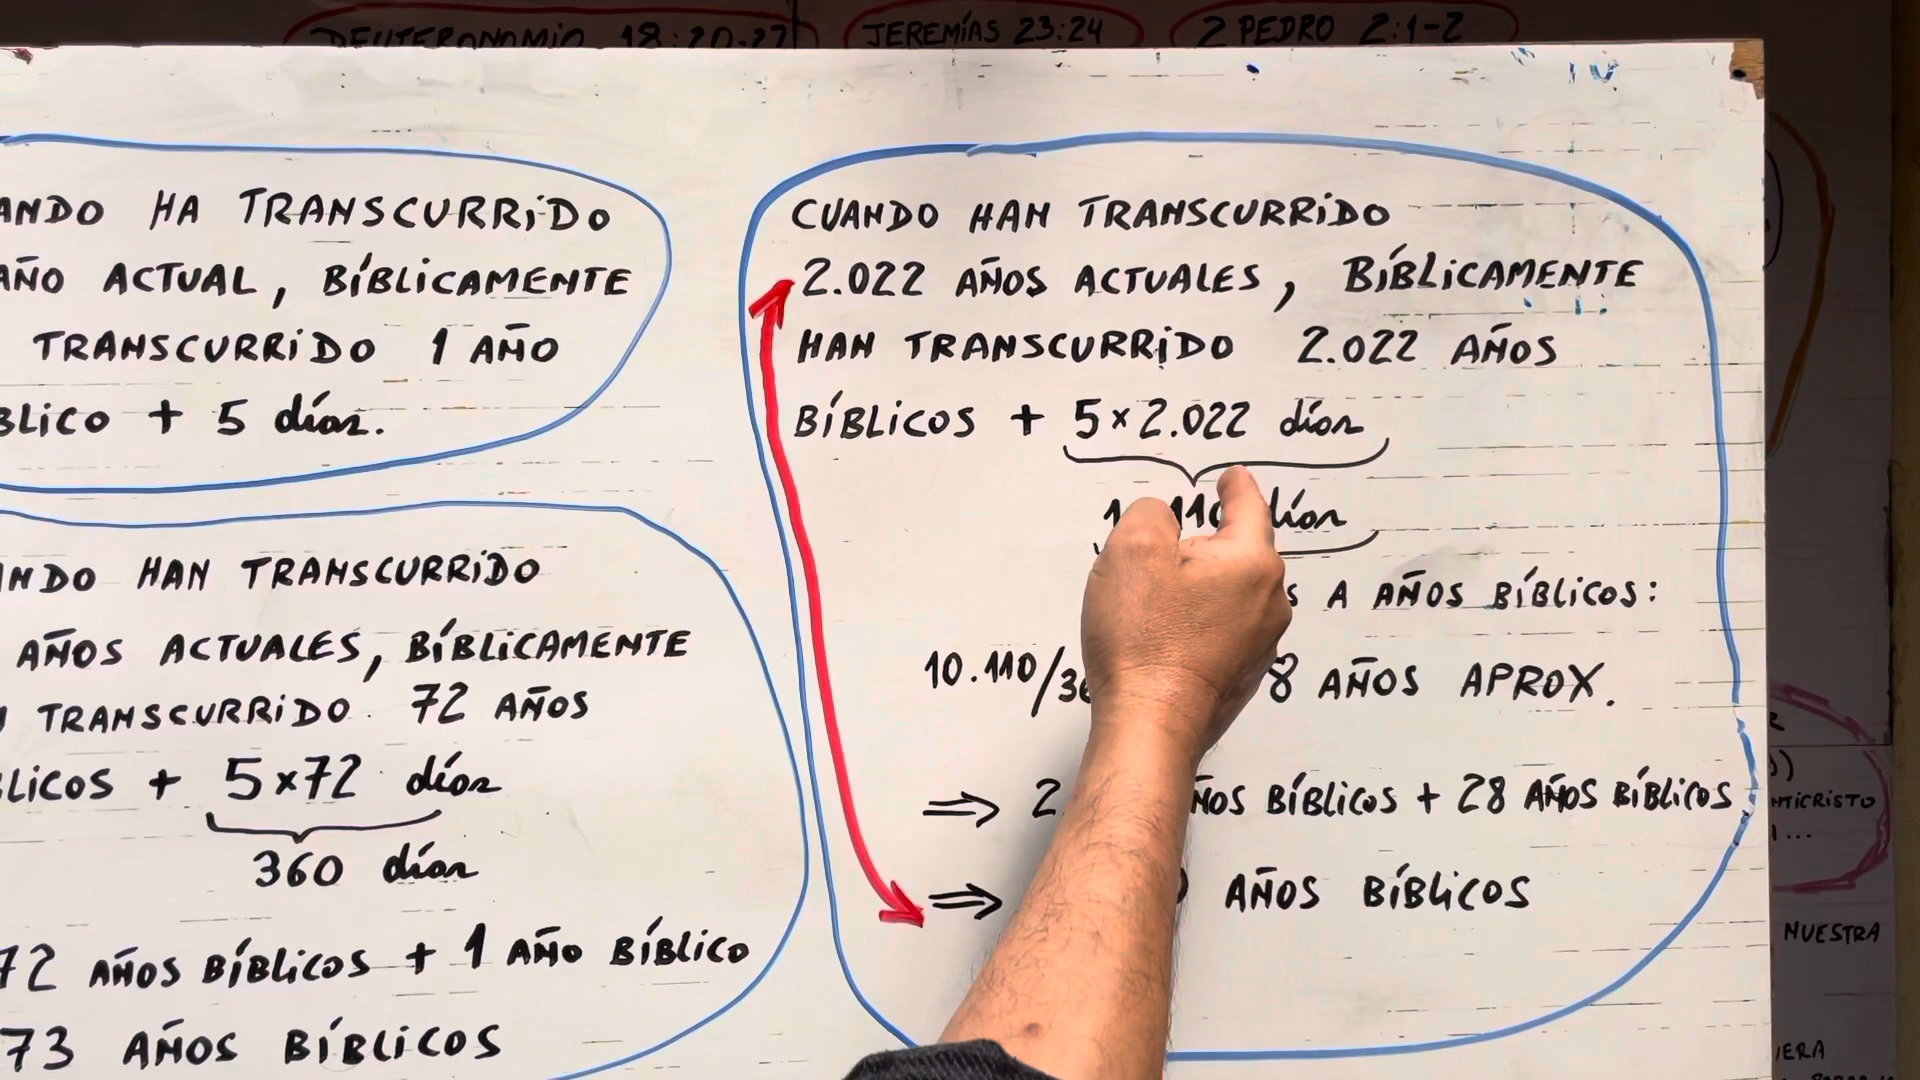 DEUTERONOMIO 18:20-22
JEREMÍAS 23:24
2 PEDRO 2:1-2
ANDO HA TRANSCURRIDO
AÑO ACTUAL, BÍBLICAMENTE
TRANSCURRIDO 1 AÑO
BLICO + 5 días.
NDO HAN TRANSCURRIDO
AÑOS ACTUALES, BÍBLICAMENTE
TRANSCURRIDO 72 AÑOS
LICOS + 5×72 días
360 días
72 AÑOS BÍBLICOS + 1 AÑO BÍBLICO
73 AÑOS BÍBLICOS
CUANDO HAN TRANSCURRIDO
2.022 AÑOS ACTUALES, BÍBLICAMENTE
HAN TRANSCURRIDO 2.022 AÑOS
BÍBLICOS + 5×2.022 días
días
A AÑOS BÍBLICOS:
10.110/36 8 AÑOS APROX.
⇒ 2 ÑOS BÍBLICOS + 28 AÑOS BÍBLICOS
⇒ AÑOS BÍBLICOS
NTICRISTO
NUESTRA
IERA